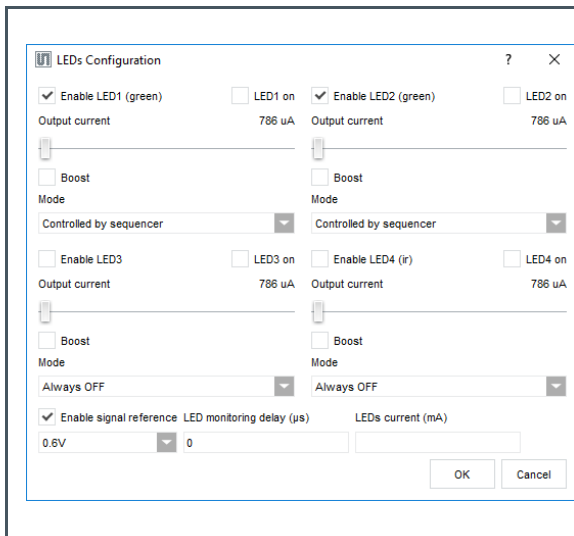 LEDs Configuration ?
Enable LED1 (green) LED1 on Enable LED2 (green) LED2 on
Output current 786 uA Output current 786 uA
Boost Boost
Mode Mode
Controlled by sequencer Controlled by sequencer
Enable LED3 LED3 on Enable LED4 (ir) LED4 on
Output current 786 uA Output current 786 uA
Boost Boost
Mode Mode
Always OFF Always OFF
Enable signal reference LED monitoring delay (µs) LEDs current (mA)
0.6V 0
OK Cancel